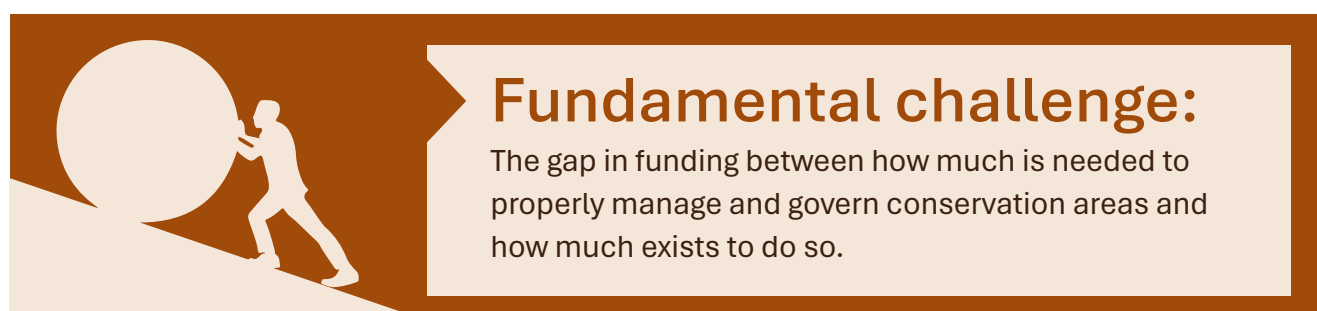 Fundamental challenge:
The gap in funding between how much is needed to
properly manage and govern conservation areas and
how much exists to do so.